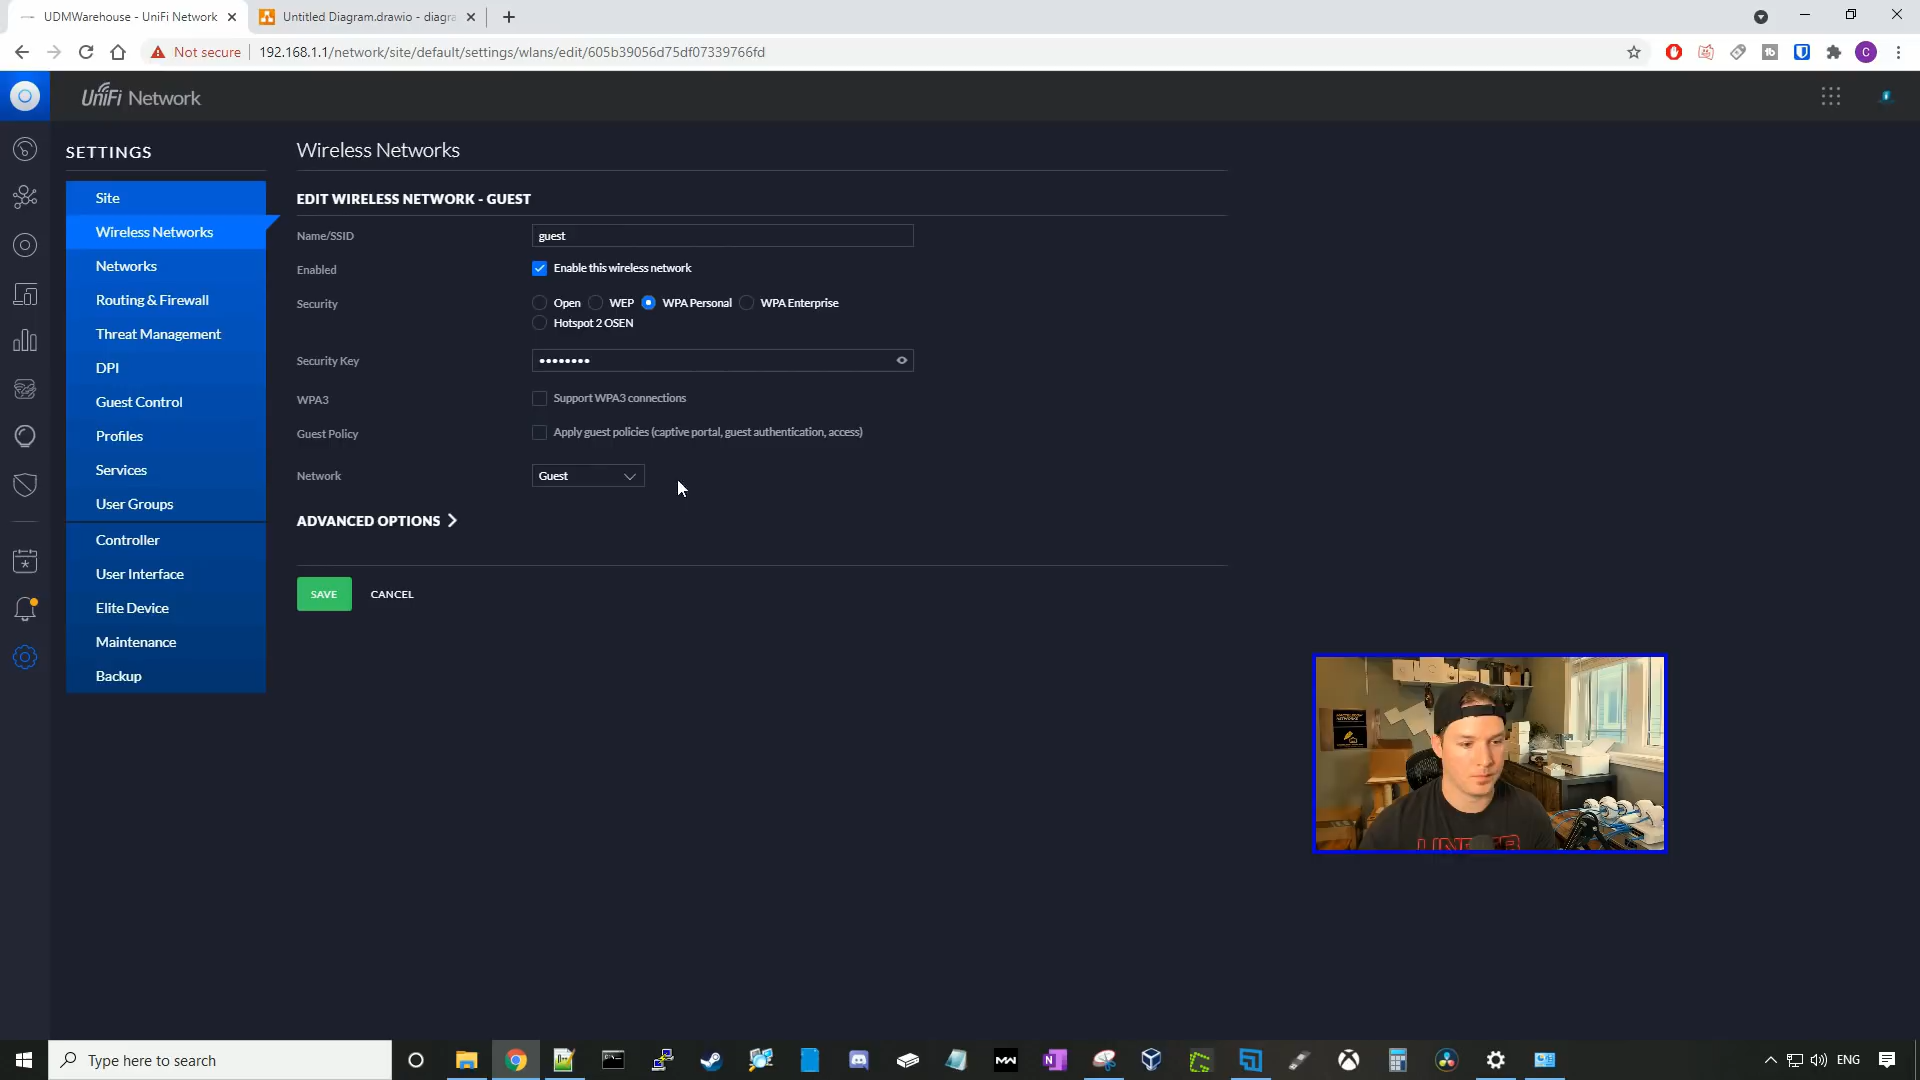 UDMWarehouse - UniFi Network
Untitled Diagram.drawio - diagra
Not secure
192.168.1.1/network/site/default/settings/wlans/edit/605b39056d75df07339766fd
C
UniFi Network
SETTINGS
Site
Wireless Networks
Networks
Routing & Firewall
Threat Management
DPI
Guest Control
Profiles
Services
User Groups
Controller
User Interface
Elite Device
Maintenance
Backup
Wireless Networks
EDIT WIRELESS NETWORK - GUEST
Name/SSID
guest
Enabled
Enable this wireless network
Security
Open WEP WPA Personal WPA Enterprise
Hotspot 2 OSEN
Security Key
••••••••
WPA3
Support WPA3 connections
Guest Policy
Apply guest policies (captive portal, guest authentication, access)
Network
Guest
ADVANCED OPTIONS
SAVE
CANCEL
Type here to search
ENG